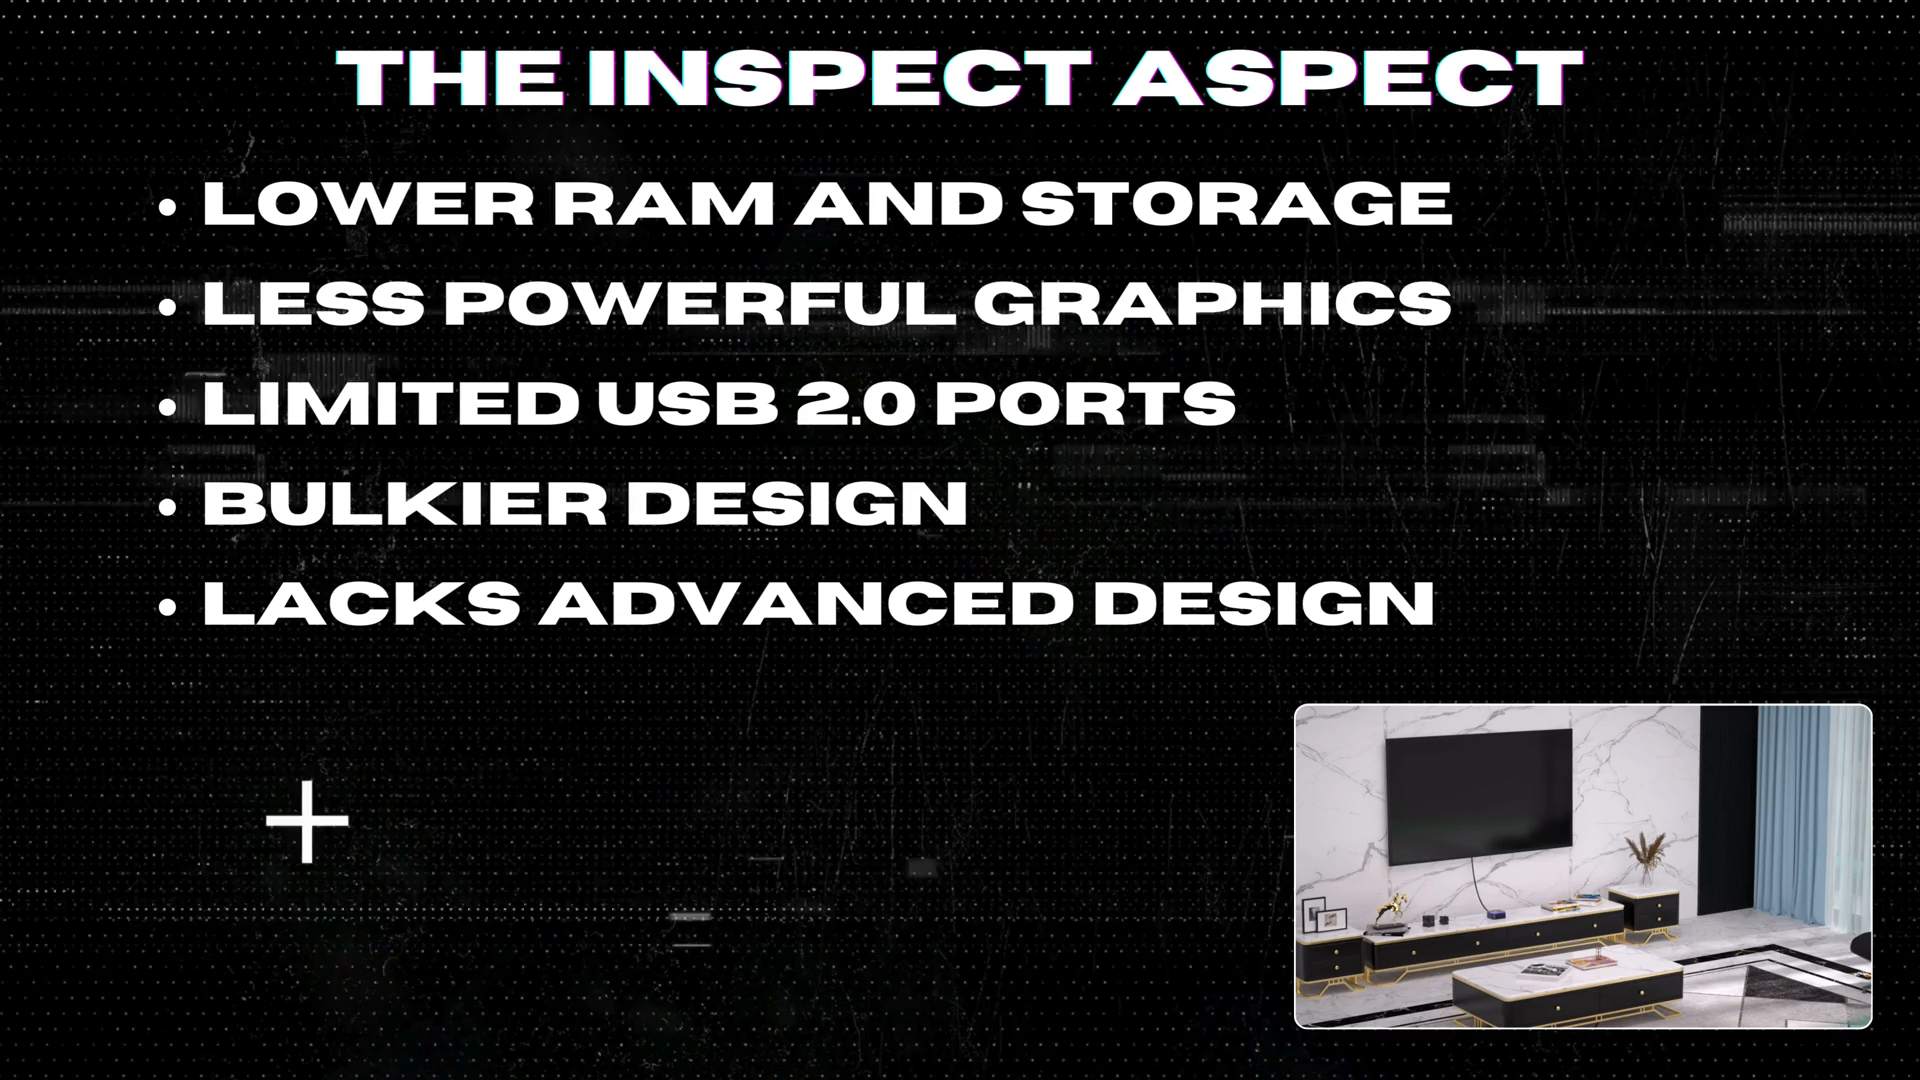 THE INSPECT ASPECT
• LOWER RAM AND STORAGE
• LESS POWERFUL GRAPHICS
• LIMITED USB 2.0 PORTS
• BULKIER DESIGN
• LACKS ADVANCED DESIGN